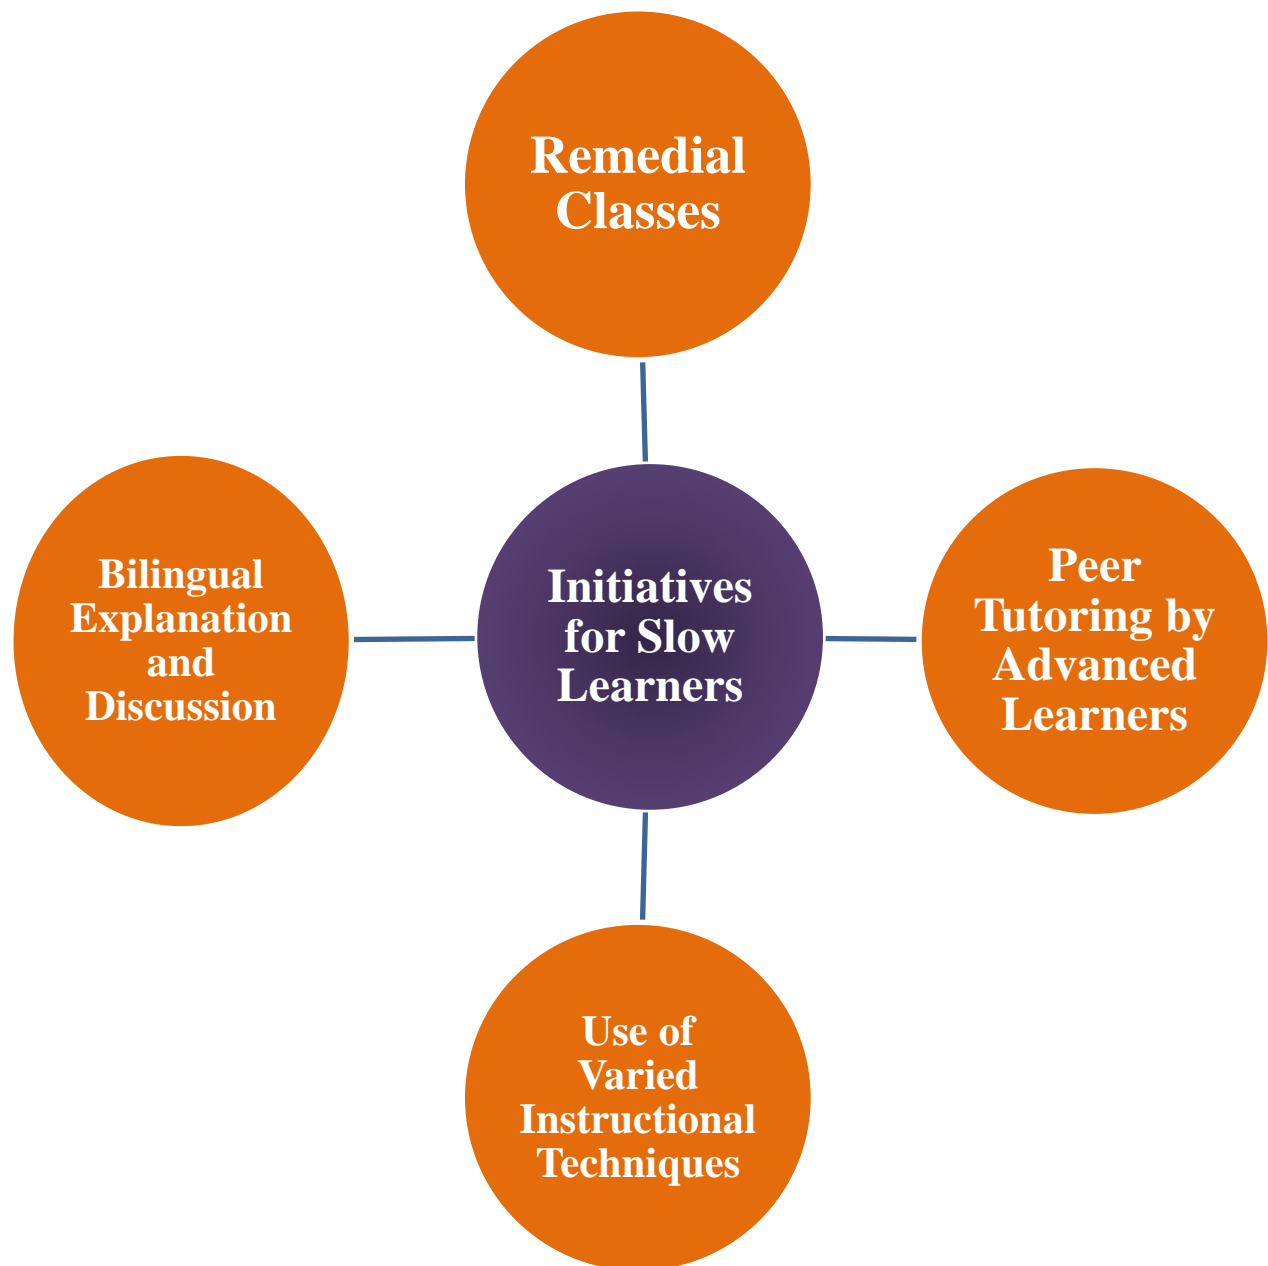 Remedial
Classes
Bilingual
Explanation
and
Discussion
Initiatives
for Slow
Learners
Peer
Tutoring by
Advanced
Learners
Use of
Varied
Instructional
Techniques